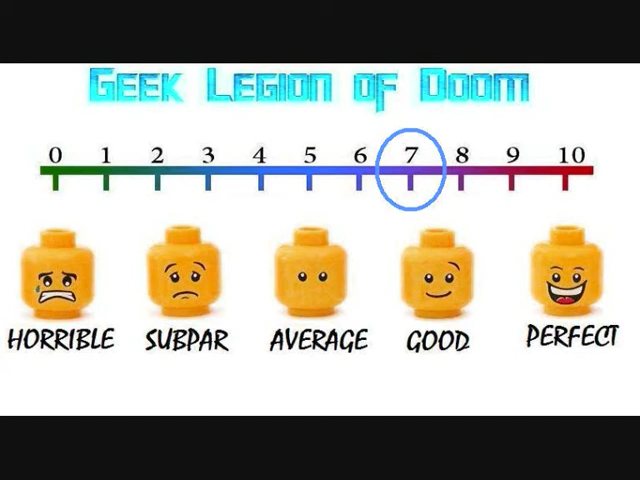 Geek Legion of Doom
0 1 2 3 4 5 6 7 8 9 10
HORRIBLE SUBPAR AVERAGE GOOD PERFECT